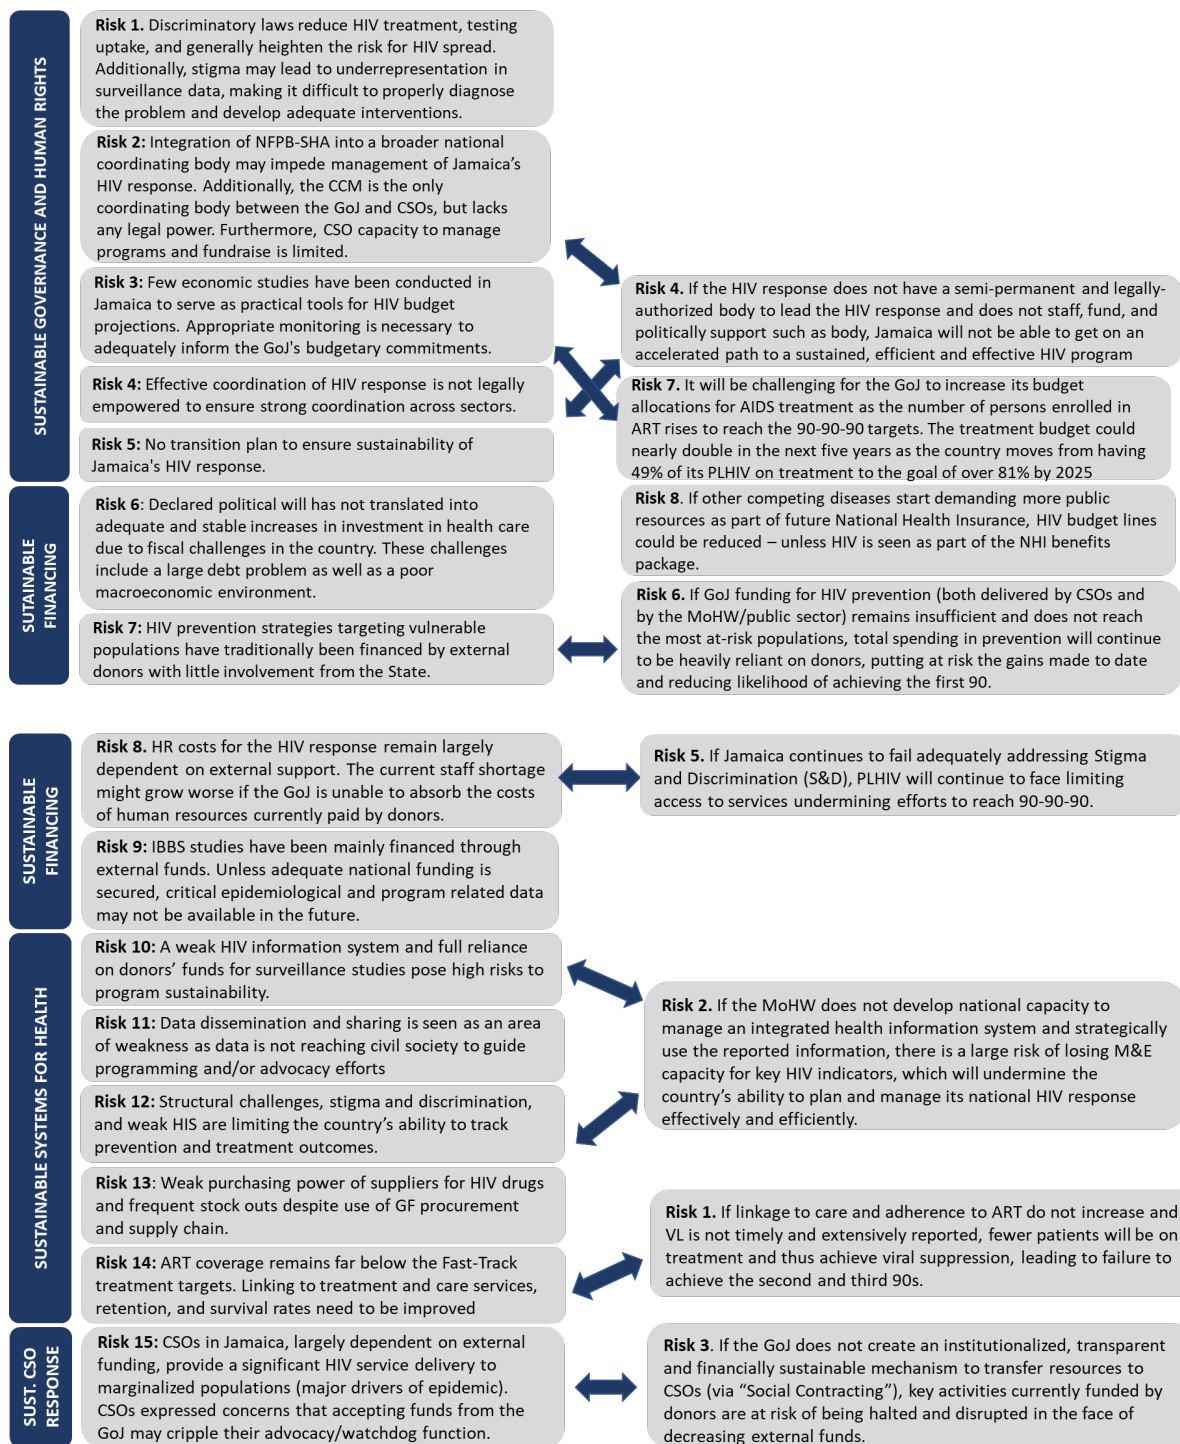 SUSTAINABLE GOVERNANCE AND HUMAN RIGHTS
Risk 1. Discriminatory laws reduce HIV treatment, testing
uptake, and generally heighten the risk for HIV spread.
Additionally, stigma may lead to underrepresentation in
surveillance data, making it difficult to properly diagnose
the problem and develop adequate interventions.
Risk 2: Integration of NFPB-SHA into a broader national
coordinating body may impede management of Jamaica’s
HIV response. Additionally, the CCM is the only
coordinating body between the GoJ and CSOs, but lacks
any legal power. Furthermore, CSO capacity to manage
programs and fundraise is limited.
Risk 3: Few economic studies have been conducted in
Jamaica to serve as practical tools for HIV budget
projections. Appropriate monitoring is necessary to
adequately inform the GoJ's budgetary commitments.
Risk 4: Effective coordination of HIV response is not legally
empowered to ensure strong coordination across sectors.
Risk 5: No transition plan to ensure sustainability of
Jamaica's HIV response.
Risk 4. If the HIV response does not have a semi-permanent and legally-
authorized body to lead the HIV response and does not staff, fund, and
politically support such as body, Jamaica will not be able to get on an
accelerated path to a sustained, efficient and effective HIV program
Risk 7. It will be challenging for the GoJ to increase its budget
allocations for AIDS treatment as the number of persons enrolled in
ART rises to reach the 90-90-90 targets. The treatment budget could
nearly double in the next five years as the country moves from having
49% of its PLHIV on treatment to the goal of over 81% by 2025
SUTAINABLE
FINANCING
Risk 6: Declared political will has not translated into
adequate and stable increases in investment in health care
due to fiscal challenges in the country. These challenges
include a large debt problem as well as a poor
macroeconomic environment.
Risk 7: HIV prevention strategies targeting vulnerable
populations have traditionally been financed by external
donors with little involvement from the State.
Risk 8. If other competing diseases start demanding more public
resources as part of future National Health Insurance, HIV budget lines
could be reduced – unless HIV is seen as part of the NHI benefits
package.
Risk 6. If GoJ funding for HIV prevention (both delivered by CSOs and
by the MoHW/public sector) remains insufficient and does not reach
the most at-risk populations, total spending in prevention will continue
to be heavily reliant on donors, putting at risk the gains made to date
and reducing likelihood of achieving the first 90.
SUSTAINABLE
FINANCING
Risk 8. HR costs for the HIV response remain largely
dependent on external support. The current staff shortage
might grow worse if the GoJ is unable to absorb the costs
of human resources currently paid by donors.
Risk 9: IBBS studies have been mainly financed through
external funds. Unless adequate national funding is
secured, critical epidemiological and program related data
may not be available in the future.
Risk 5. If Jamaica continues to fail adequately addressing Stigma
and Discrimination (S&D), PLHIV will continue to face limiting
access to services undermining efforts to reach 90-90-90.
SUSTAINABLE SYSTEMS FOR HEALTH
Risk 10: A weak HIV information system and full reliance
on donors’ funds for surveillance studies pose high risks to
program sustainability.
Risk 11: Data dissemination and sharing is seen as an area
of weakness as data is not reaching civil society to guide
programming and/or advocacy efforts
Risk 12: Structural challenges, stigma and discrimination,
and weak HIS are limiting the country’s ability to track
prevention and treatment outcomes.
Risk 13: Weak purchasing power of suppliers for HIV drugs
and frequent stock outs despite use of GF procurement
and supply chain.
Risk 14: ART coverage remains far below the Fast-Track
treatment targets. Linking to treatment and care services,
retention, and survival rates need to be improved
Risk 2. If the MoHW does not develop national capacity to
manage an integrated health information system and strategically
use the reported information, there is a large risk of losing M&E
capacity for key HIV indicators, which will undermine the
country’s ability to plan and manage its national HIV response
effectively and efficiently.
Risk 1. If linkage to care and adherence to ART do not increase and
VL is not timely and extensively reported, fewer patients will be on
treatment and thus achieve viral suppression, leading to failure to
achieve the second and third 90s.
SUST. CSO
RESPONSE
Risk 15: CSOs in Jamaica, largely dependent on external
funding, provide a significant HIV service delivery to
marginalized populations (major drivers of epidemic).
CSOs expressed concerns that accepting funds from the
GoJ may cripple their advocacy/watchdog function.
Risk 3. If the GoJ does not create an institutionalized, transparent
and financially sustainable mechanism to transfer resources to
CSOs (via “Social Contracting”), key activities currently funded by
donors are at risk of being halted and disrupted in the face of
decreasing external funds.